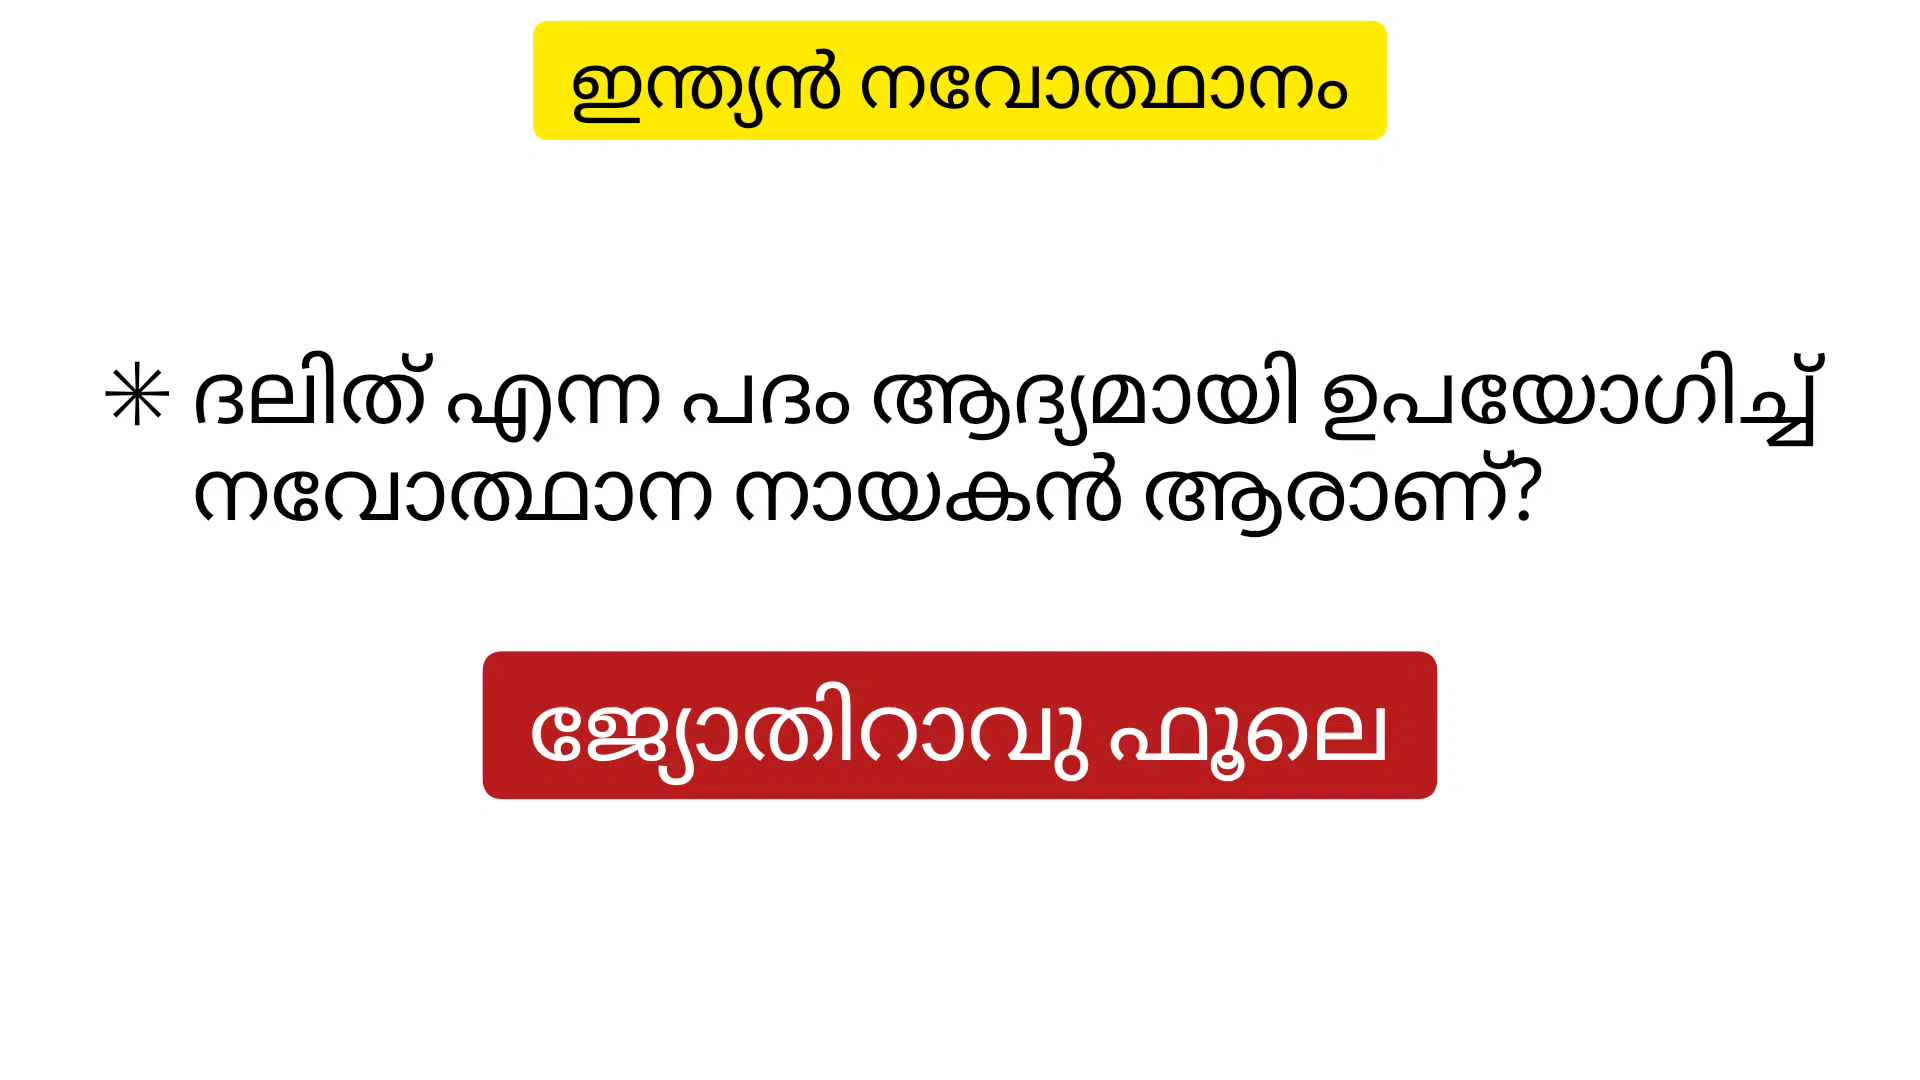 ഇന്ത്യൻ നവോത്ഥാനം
✳ ദലിത് എന്ന പദം ആദ്യമായി ഉപയോഗിച്ച്
നവോത്ഥാന നായകൻ ആരാണ്?
ജ്യോതിറാവു ഫൂലെ